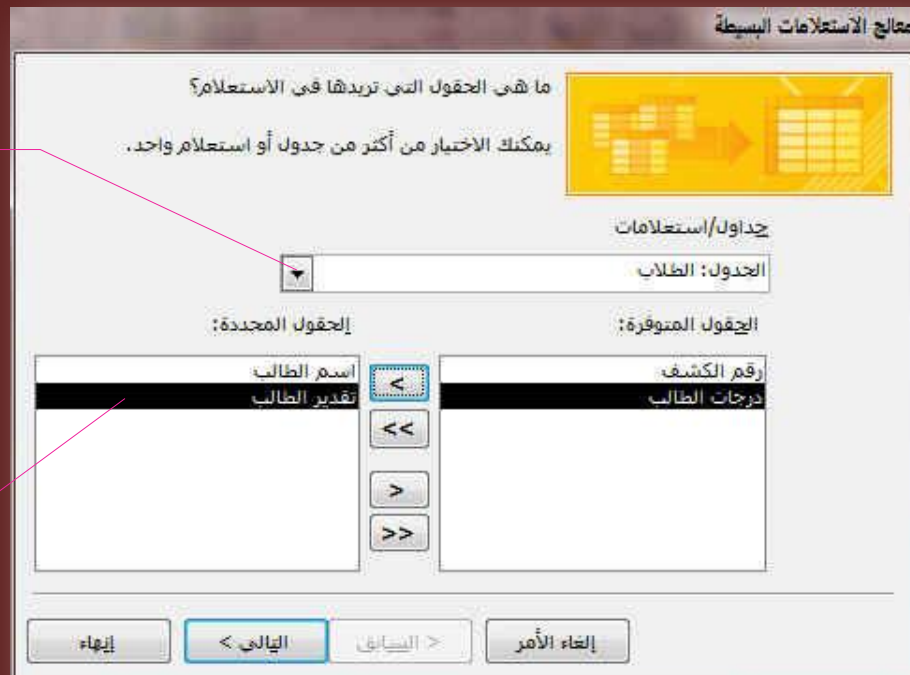 معالج الاستعلامات البسيطة
ما هي الحقول التي تريدها في الاستعلام؟
يمكنك الاختيار من أكثر من جدول أو استعلام واحد.
جداول/استعلامات
الجدول: الطلاب
الحقول المتوفرة:
رقم الكشف
درجات الطالب
>
>>
<
<<
الحقول المحددة:
اسم الطالب
تقدير الطالب
إلغاء الأمر
< السابق
التالي >
إنهاء